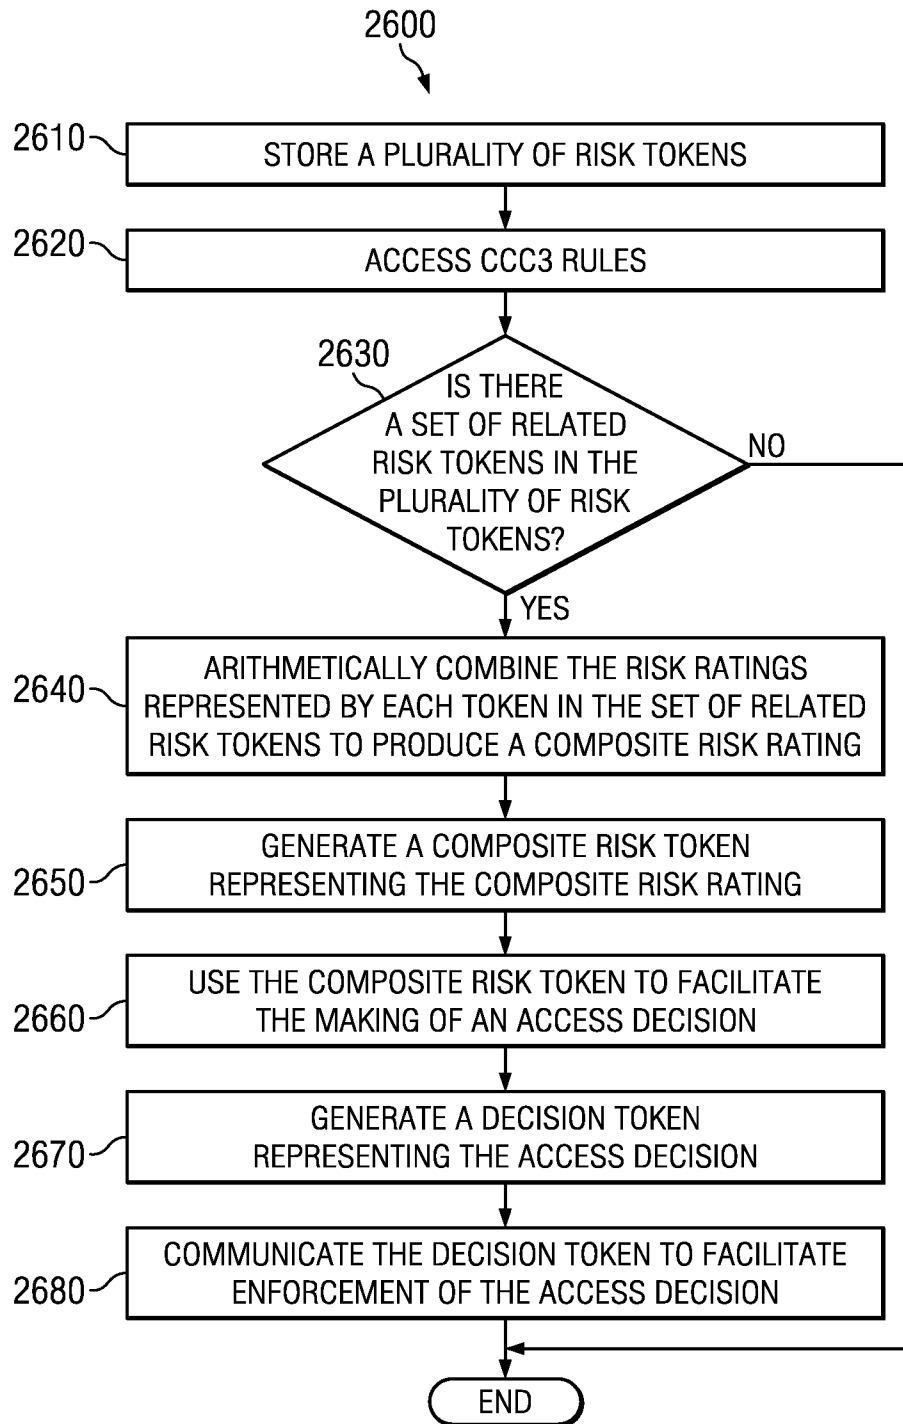 2600
2610
STORE A PLURALITY OF RISK TOKENS
2620
ACCESS CCC3 RULES
2630
IS THERE
A SET OF RELATED
RISK TOKENS IN THE
PLURALITY OF RISK
TOKENS?
NO
YES
2640
ARITHMETICALLY COMBINE THE RISK RATINGS
REPRESENTED BY EACH TOKEN IN THE SET OF RELATED
RISK TOKENS TO PRODUCE A COMPOSITE RISK RATING
2650
GENERATE A COMPOSITE RISK TOKEN
REPRESENTING THE COMPOSITE RISK RATING
2660
USE THE COMPOSITE RISK TOKEN TO FACILITATE
THE MAKING OF AN ACCESS DECISION
2670
GENERATE A DECISION TOKEN
REPRESENTING THE ACCESS DECISION
2680
COMMUNICATE THE DECISION TOKEN TO FACILITATE
ENFORCEMENT OF THE ACCESS DECISION
END